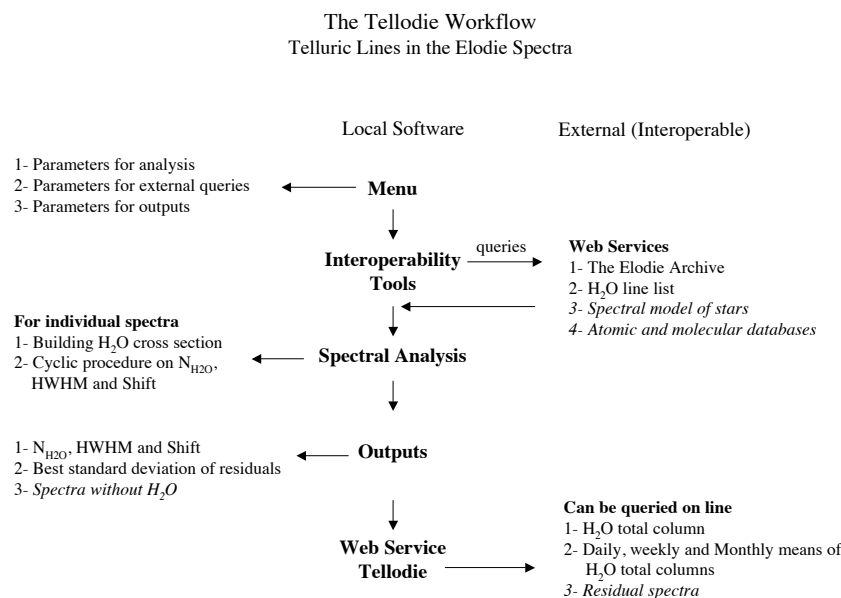 The Tellodie Workflow
Telluric Lines in the Elodie Spectra
Local Software
External (Interoperable)
1- Parameters for analysis
2- Parameters for external queries
3- Parameters for outputs
Menu
Interoperability
Tools
queries
Web Services
1- The Elodie Archive
2- H2O line list
3- Spectral model of stars
4- Atomic and molecular databases
For individual spectra
1- Building H2O cross section
2- Cyclic procedure on NH2O,
HWHM and Shift
Spectral Analysis
1- NH2O, HWHM and Shift
2- Best standard deviation of residuals
3- Spectra without H2O
Outputs
Web Service
Tellodie
Can be queried on line
1- H2O total column
2- Daily, weekly and Monthly means of
H2O total columns
3- Residual spectra